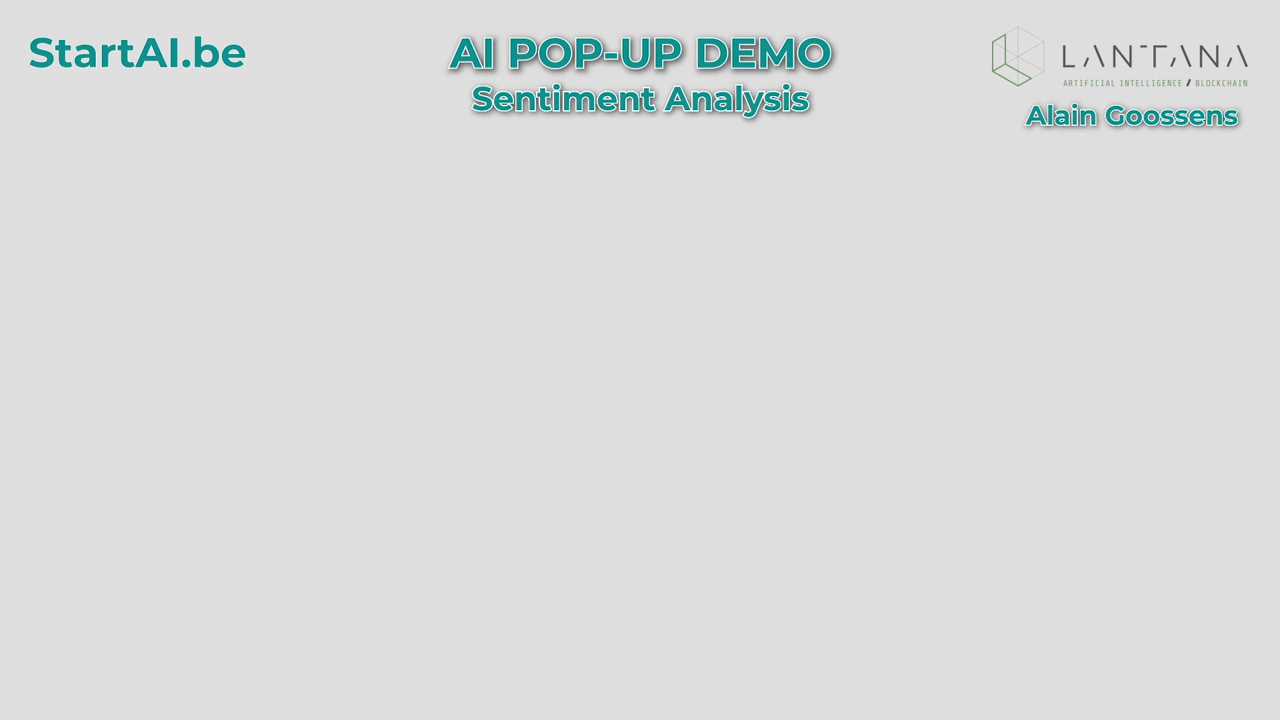 StartAI.be
AI POP-UP DEMO
Sentiment Analysis
LANTANA
ARTIFICIAL INTELLIGENCE / BLOCKCHAIN
Alain Goossens